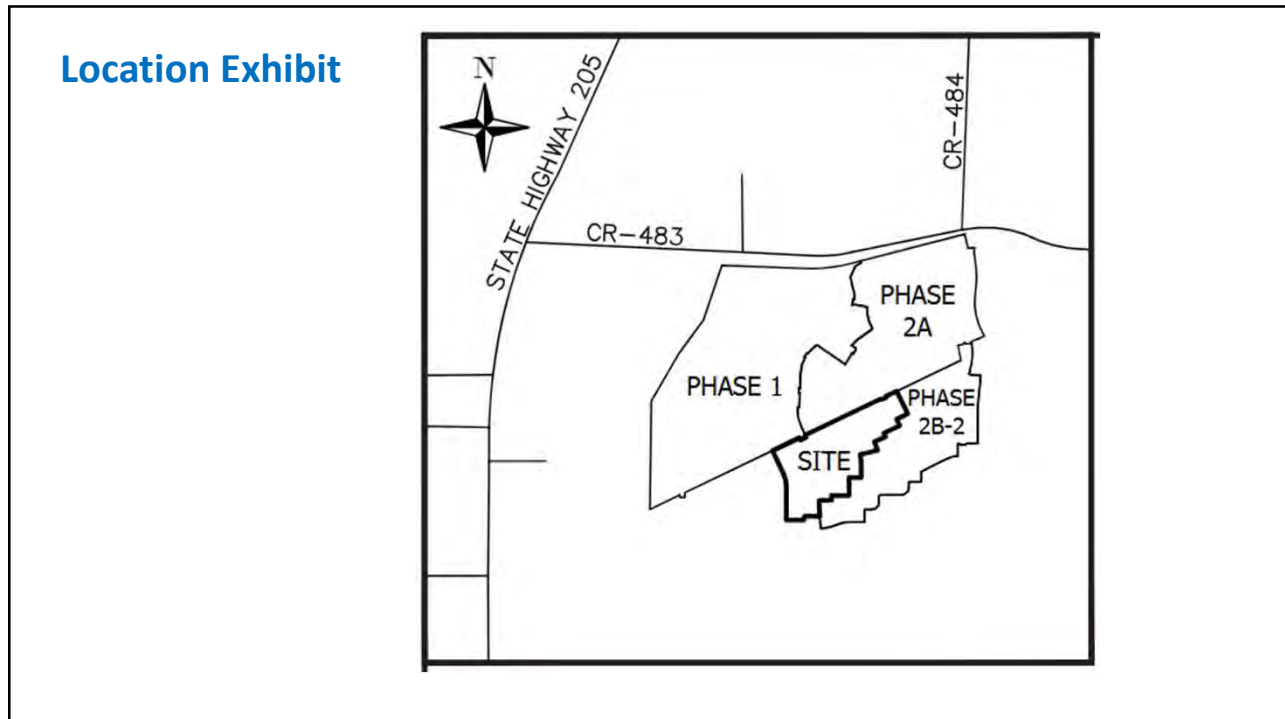 Location Exhibit
N
STATE HIGHWAY 205
CR-484
CR-483
PHASE
2A
PHASE 1
PHASE
2B-2
SITE